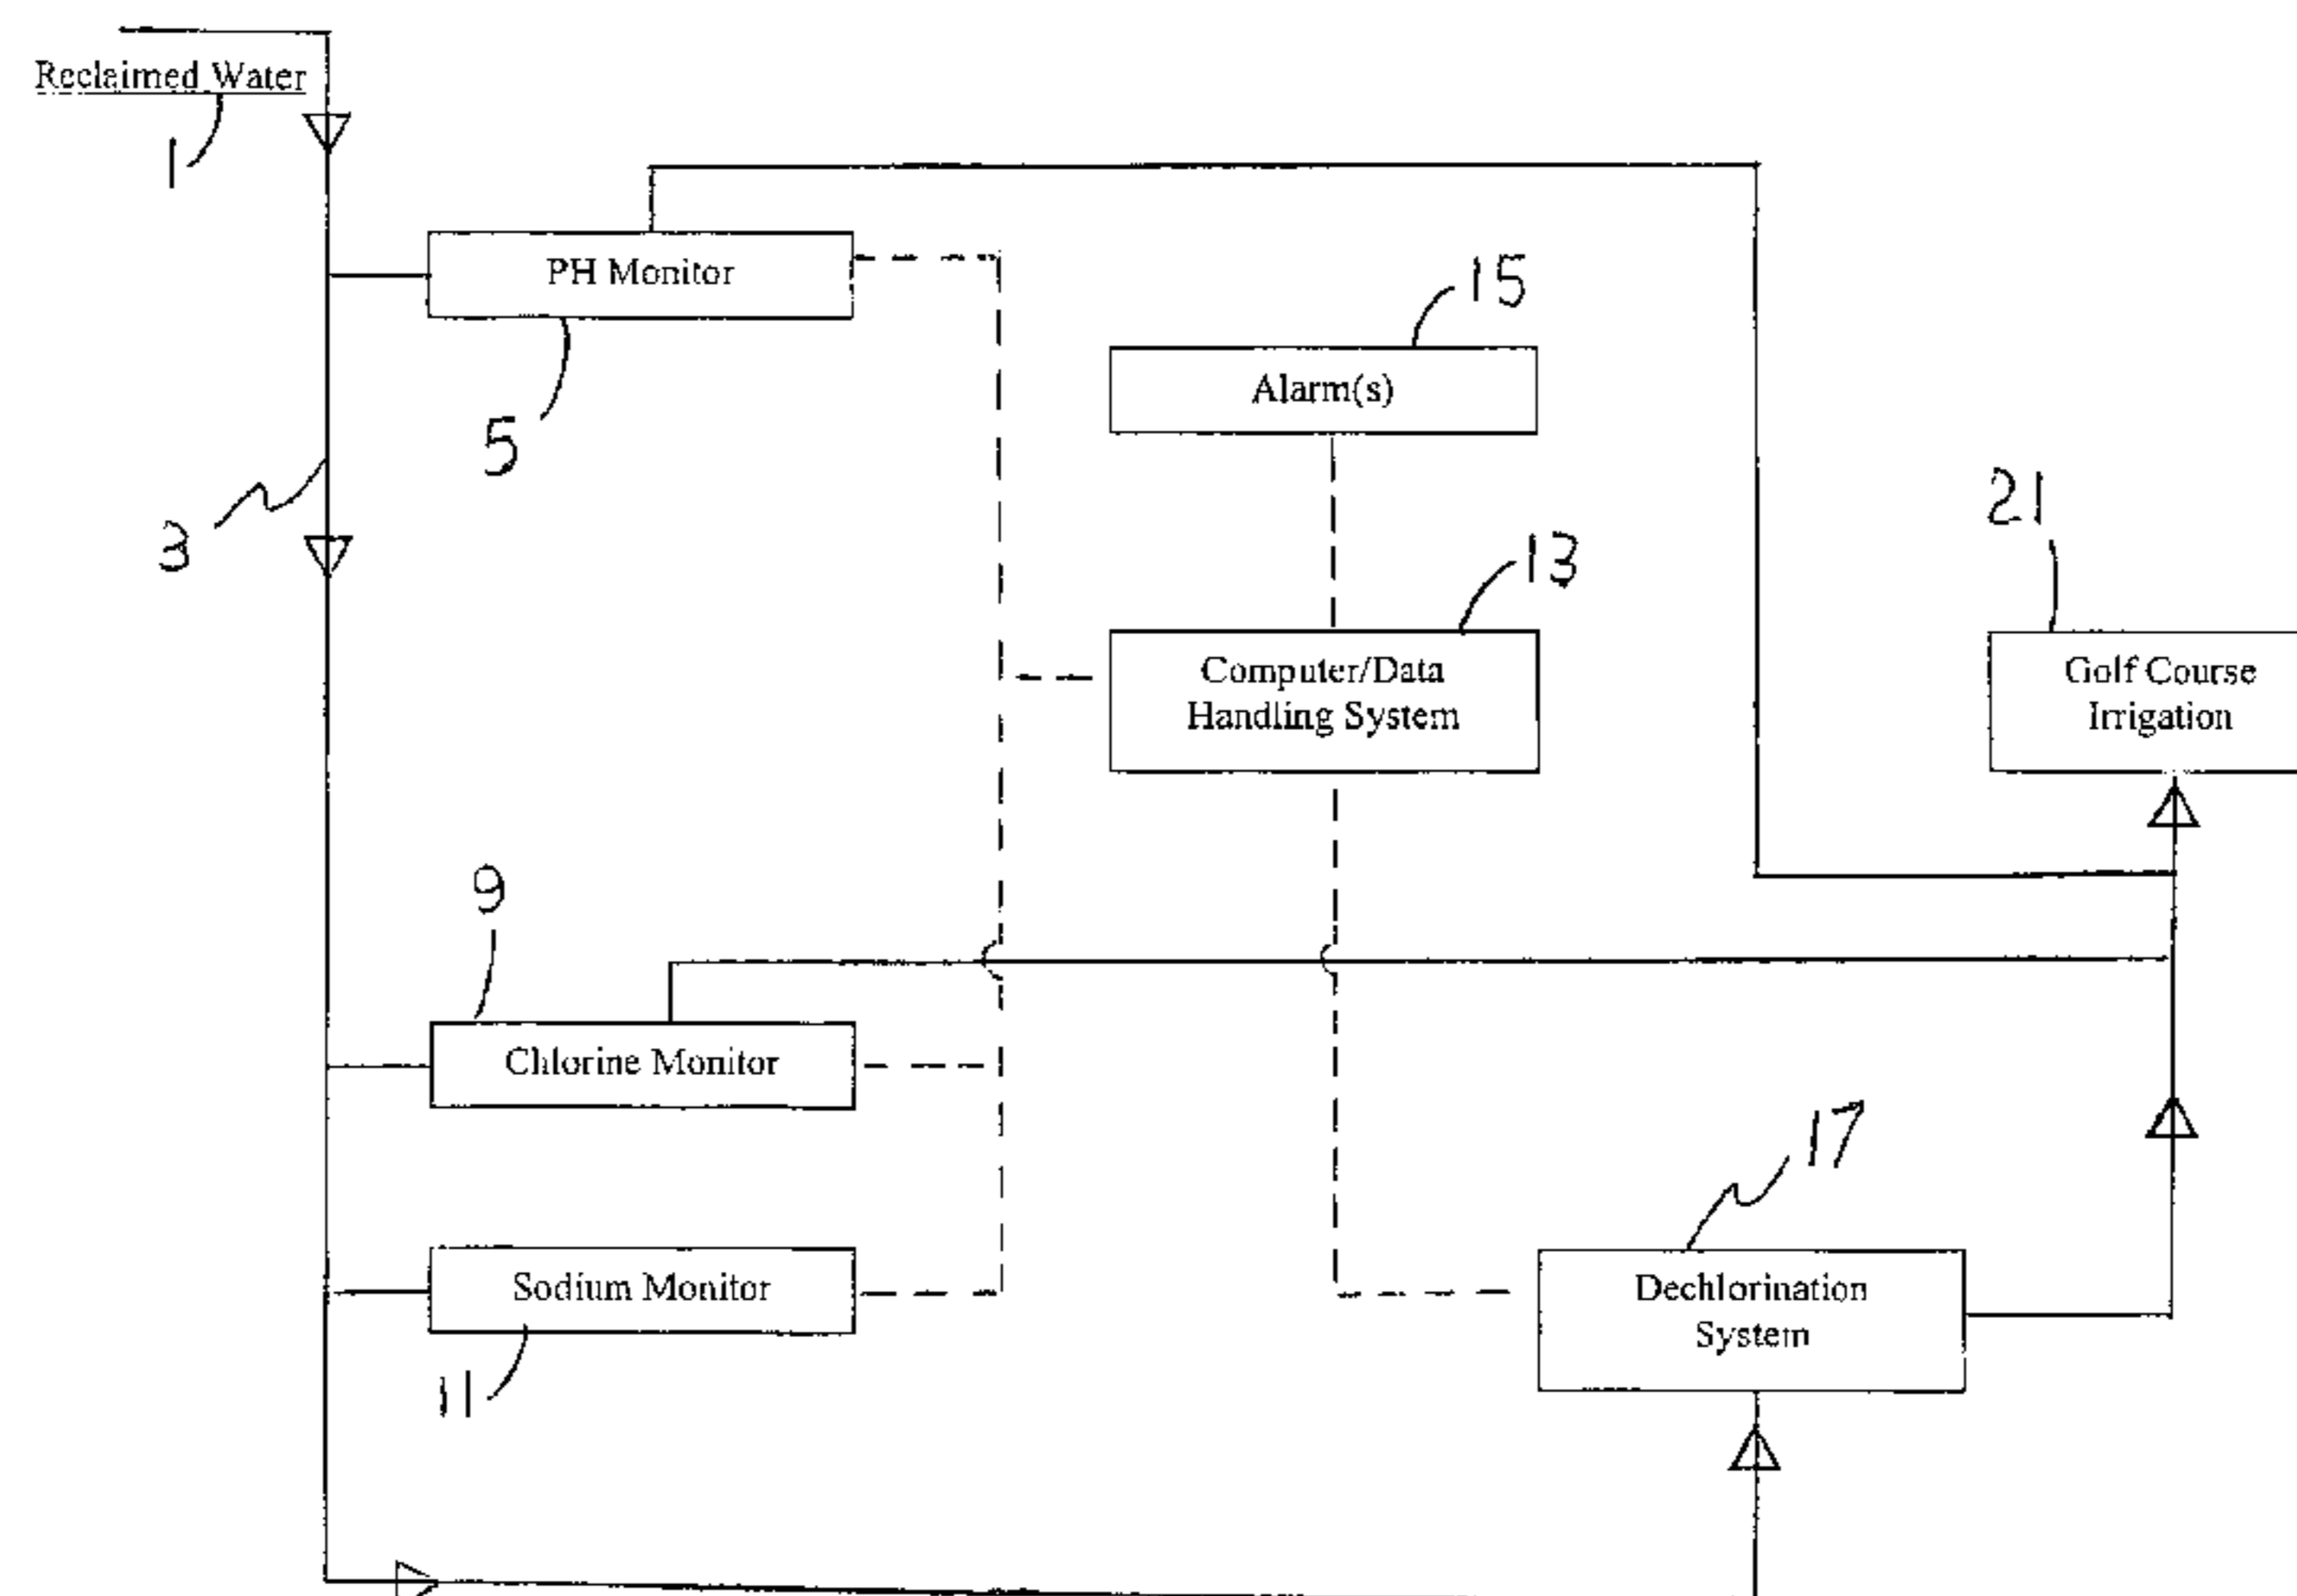 Reclaimed Water
1
PH Monitor
5
15
Alarm(s)
3
21
13
Computer/Data
Handling System
Golf Course
Irrigation
9
Chlorine Monitor
17
Sodium Monitor
11
Dechlorination
System